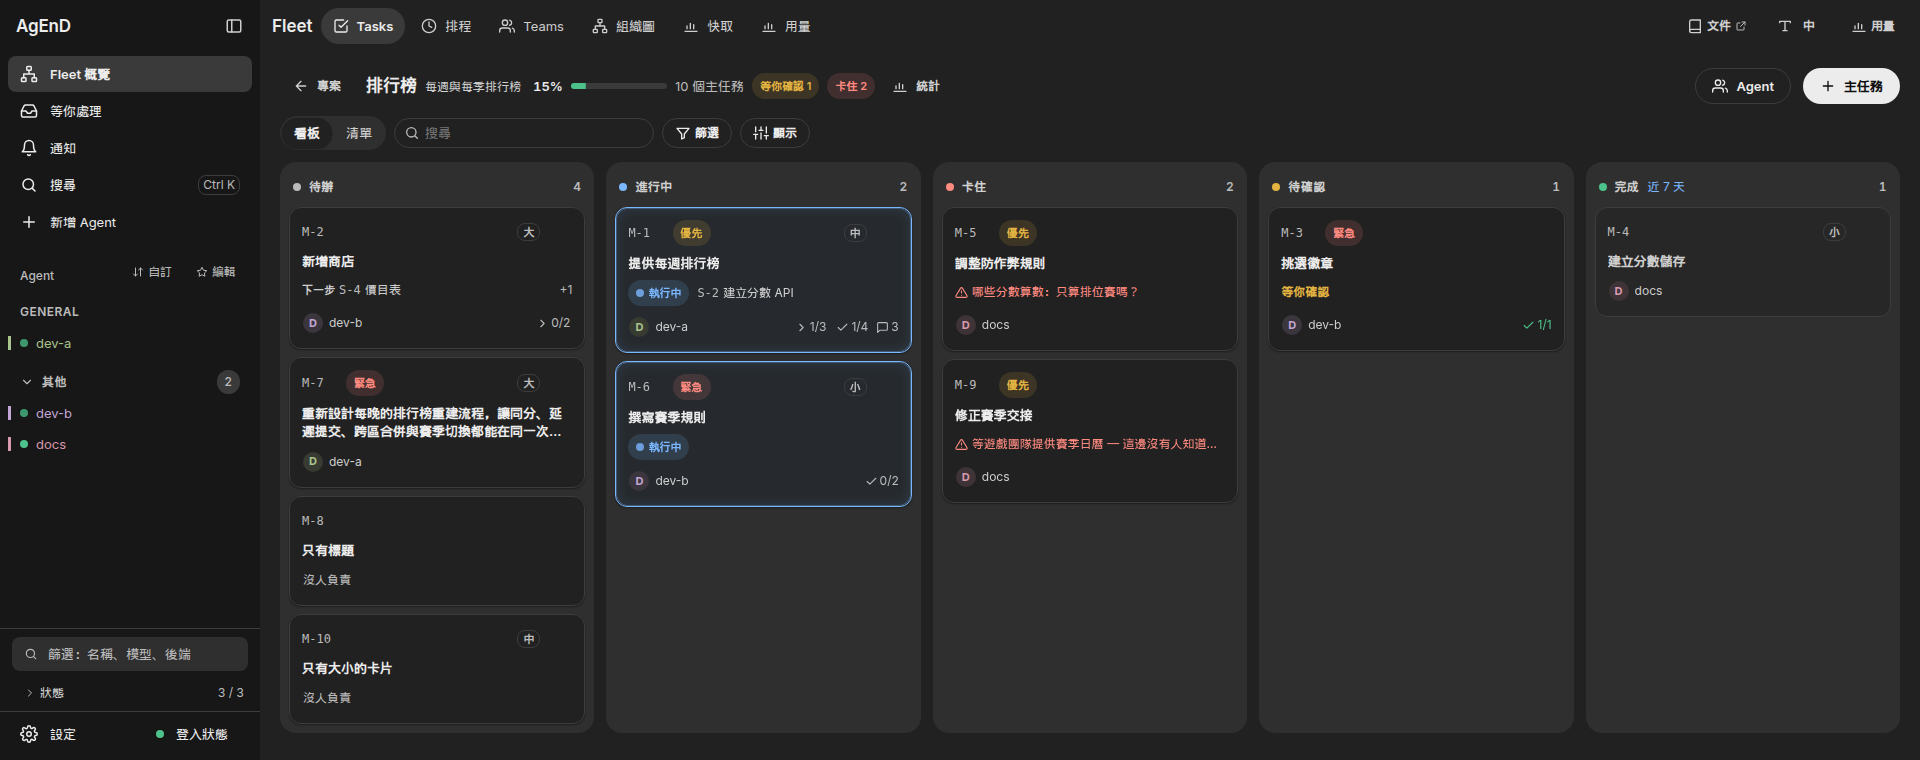 AgEnD
Fleet 概覽
等你處理
通知
搜尋 Ctrl K
新增 Agent
Agent 自訂 編輯
GENERAL
dev-a
其他 2
dev-b
docs
篩選：名稱、模型、後端
狀態 3 / 3
設定 登入狀態
Fleet Tasks 排程 Teams 組織圖 快取 用量
文件 中 用量
專案 排行榜 每週與每季排行榜 15% 10 個主任務 等你確認 1 卡住 2 統計
Agent 主任務
看板 清單 搜尋 篩選 顯示
待辦 4
M-2 大
新增商店
下一步 S-4 價目表 +1
D dev-b 0/2
M-7 緊急 大
重新設計每晚的排行榜重建流程，讓同分、延
遲提交、跨區合併與賽季切換都能在同一次...
D dev-a
M-8
只有標題
沒人負責
M-10 中
只有大小的卡片
沒人負責
進行中 2
M-1 優先 中
提供每週排行榜
執行中 S-2 建立分數 API
D dev-a 1/3 1/4 3
M-6 緊急 小
撰寫賽季規則
執行中
D dev-b 0/2
卡住 2
M-5 優先
調整防作弊規則
哪些分數算數：只算排位賽嗎？
D docs
M-9 優先
修正賽季交接
等遊戲團隊提供賽季日曆 — 這邊沒有人知道...
D docs
待確認 1
M-3 緊急
挑選徽章
等你確認
D dev-b 1/1
完成 近 7 天 1
M-4 小
建立分數儲存
D docs